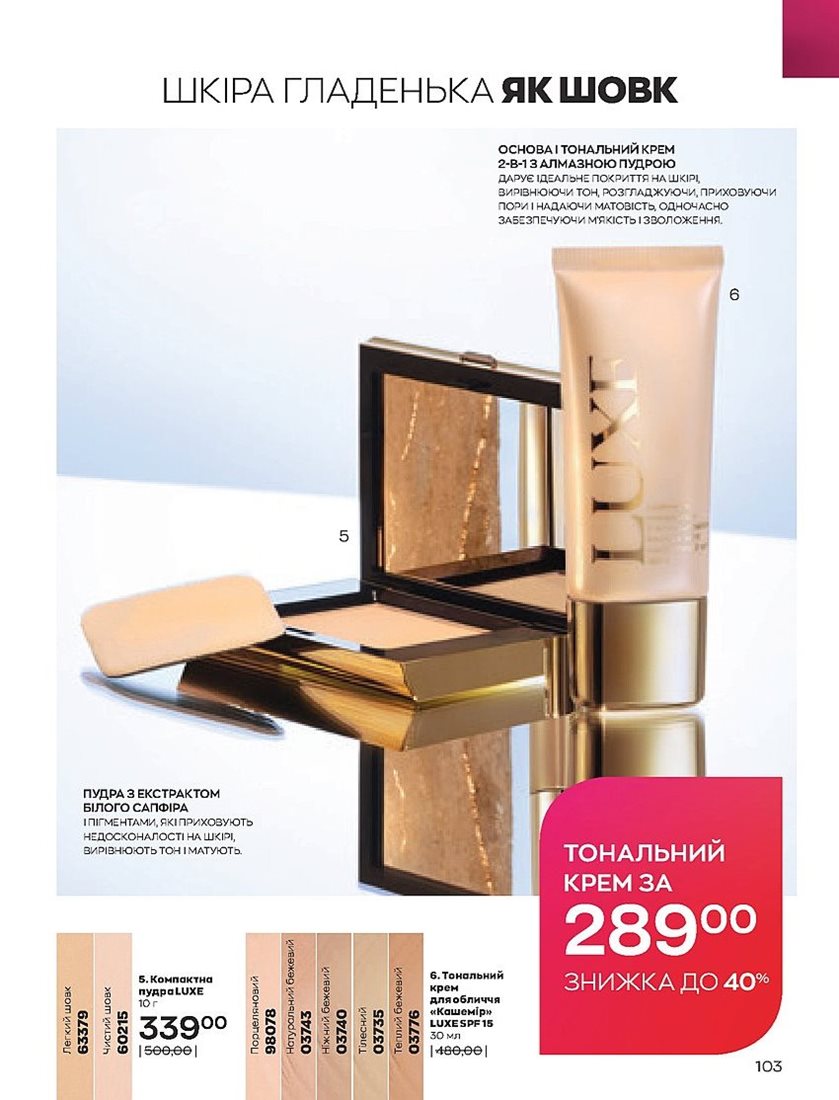 ШКІРА ГЛАДЕНЬКА ЯК ШОВК
ОСНОВА І ТОНАЛЬНИЙ КРЕМ
2-В-1 З АЛМАЗНОЮ ПУДРОЮ
ДАРУЄ ІДЕАЛЬНЕ ПОКРИТТЯ НА ШКІРІ,
ВИРІВНЮЮЧИ ТОН, РОЗГЛАДЖУЮЧИ, ПРИХОВУЮЧИ
ПОРИ І НАДАЮЧИ МАТОВІСТЬ, ОДНОЧАСНО
ЗАБЕЗПЕЧУЮЧИ М'ЯКІСТЬ І ЗВОЛОЖЕННЯ.
6
LUXE
5
ПУДРА З ЕКСТРАКТОМ
БІЛОГО САПФІРА
І ПІГМЕНТАМИ, ЯКІ ПРИХОВУЮТЬ
НЕДОСКОНАЛОСТІ НА ШКІРІ,
ВИРІВНЮЮТЬ ТОН І МАТУЮТЬ.
ТОНАЛЬНИЙ
КРЕМ ЗА
289⁰⁰
ЗНИЖКА ДО 40%
Легкий шовк
63379
Чистий шовк
60215
5. Компактна
пудра LUXE
10 г
339⁰⁰
|500,00|
Порцеляновий
98078
Натуральний бежевий
03743
Ніжний бежевий
03740
Тілесний
03735
Теплий бежевий
03776
6. Тональний
крем
для обличчя
«Кашемір»
LUXE SPF 15
30 мл
|480,00|
103